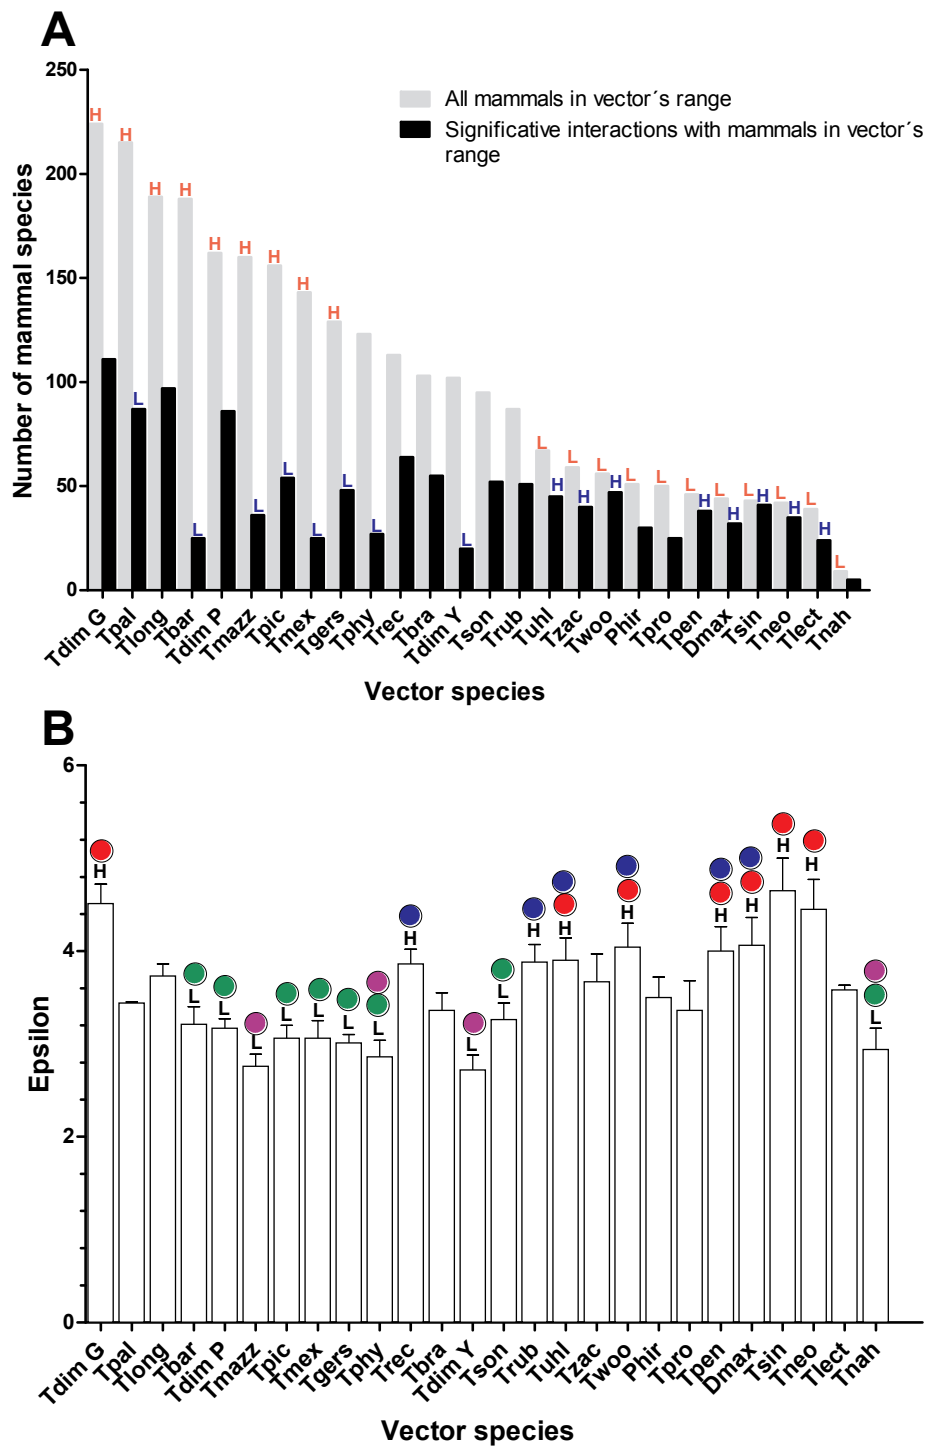 A
250
All mammals in vector´s range
Significative interactions with mammals in vector´s
range
H
H
200
H H
H
H
H
150
H
H
Number of mammal species
100
L
L
L
L
L
L
L
L
L
L
L
L
L
50
L
L
H
H
H
H
H
H
H
H
L
L
L
L
L
L
0
Tdim G Tpal Tlong Tbar Tdim P Tmazz Tpic Tmex Tgers Tphy Trec Tbra Tdim Y Tson Trub Tuhl Tzac Twoo Phir Tpro Tpen Dmax Tsin Tneo Tlect Tnah
Vector species
B
6
H
H
H
H
H
H
H
H
H
H
4
L
L
L
L
L
L
L
L
L
L
Epsilon
2
0
Tdim G Tpal Tlong Tbar Tdim P Tmazz Tpic Tmex Tgers Tphy Trec Tbra Tdim Y Tson Trub Tuhl Tzac Twoo Phir Tpro Tpen Dmax Tsin Tneo Tlect Tnah
Vector species